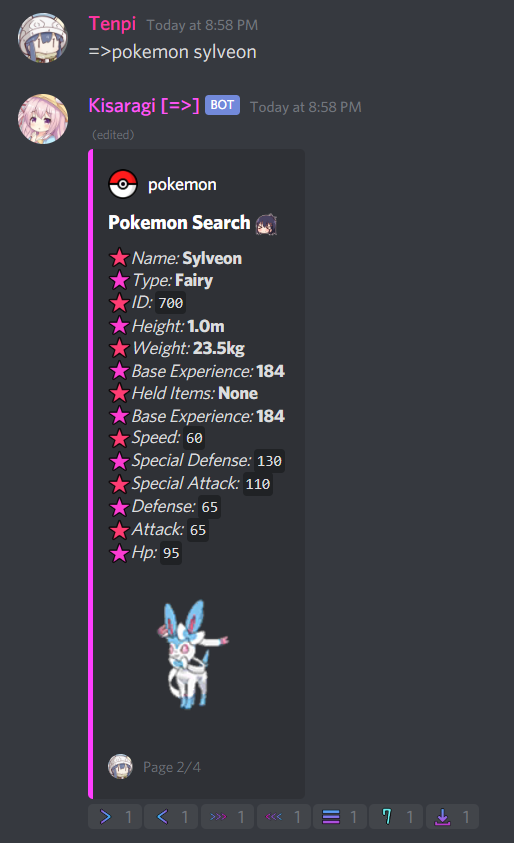 Tenpi Today at 8:58 PM
=>pokemon sylveon
Kisaragi [=>] BOT Today at 8:58 PM
(edited)
pokemon
Pokemon Search
Name: Sylveon
Type: Fairy
ID: 700
Height: 1.0m
Weight: 23.5kg
Base Experience: 184
Held Items: None
Base Experience: 184
Speed: 60
Special Defense: 130
Special Attack: 110
Defense: 65
Attack: 65
Hp: 95
Page 2/4
> 1 < 1 >>> 1 <<< 1 1 7 1 1